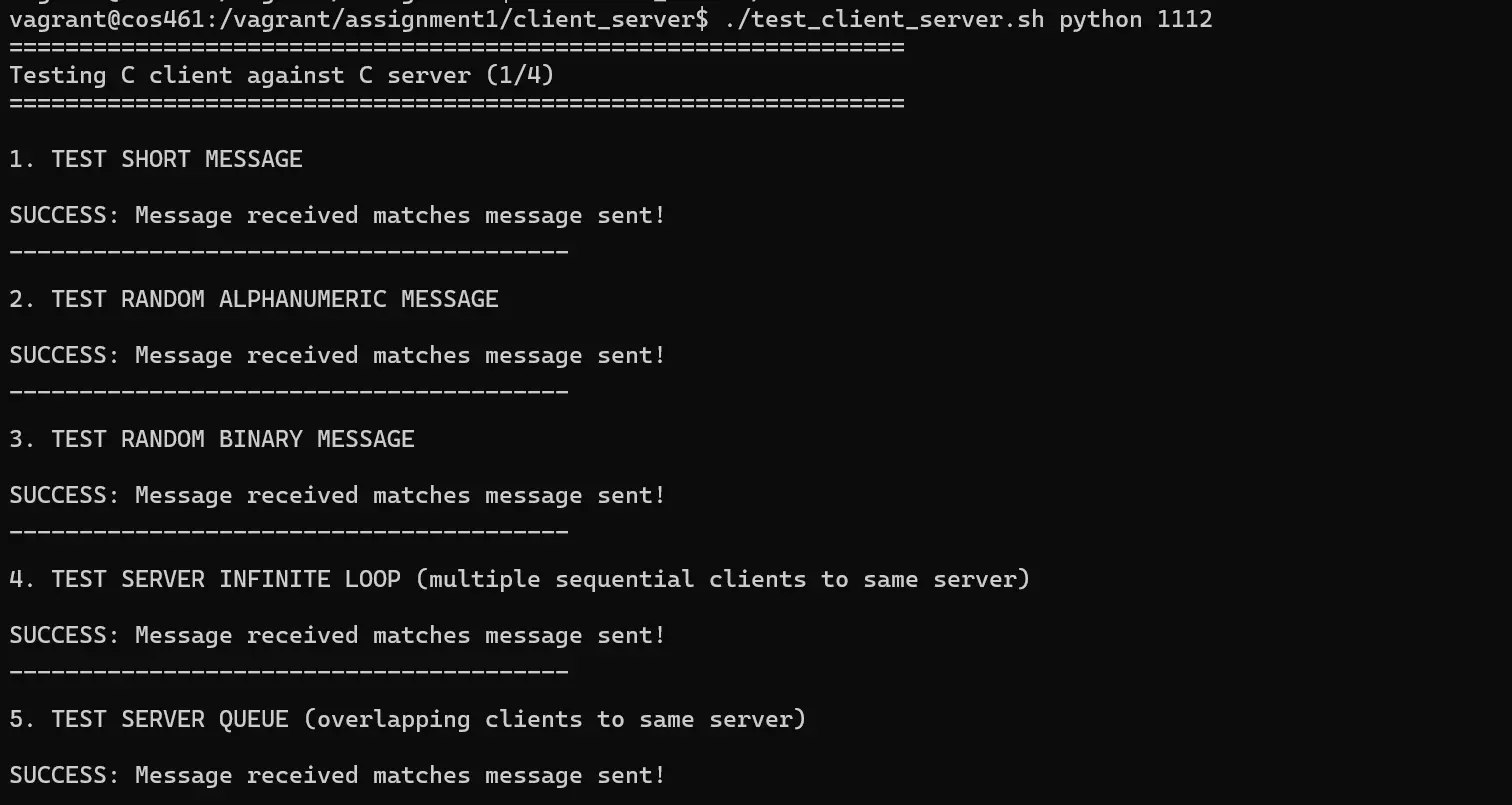 vagrant@cos461:/vagrant/assignment1/client_server$ ./test_client_server.sh python 1112
================================================================
Testing C client against C server (1/4)
================================================================
1. TEST SHORT MESSAGE
SUCCESS: Message received matches message sent!
________________________________________
2. TEST RANDOM ALPHANUMERIC MESSAGE
SUCCESS: Message received matches message sent!
________________________________________
3. TEST RANDOM BINARY MESSAGE
SUCCESS: Message received matches message sent!
________________________________________
4. TEST SERVER INFINITE LOOP (multiple sequential clients to same server)
SUCCESS: Message received matches message sent!
________________________________________
5. TEST SERVER QUEUE (overlapping clients to same server)
SUCCESS: Message received matches message sent!